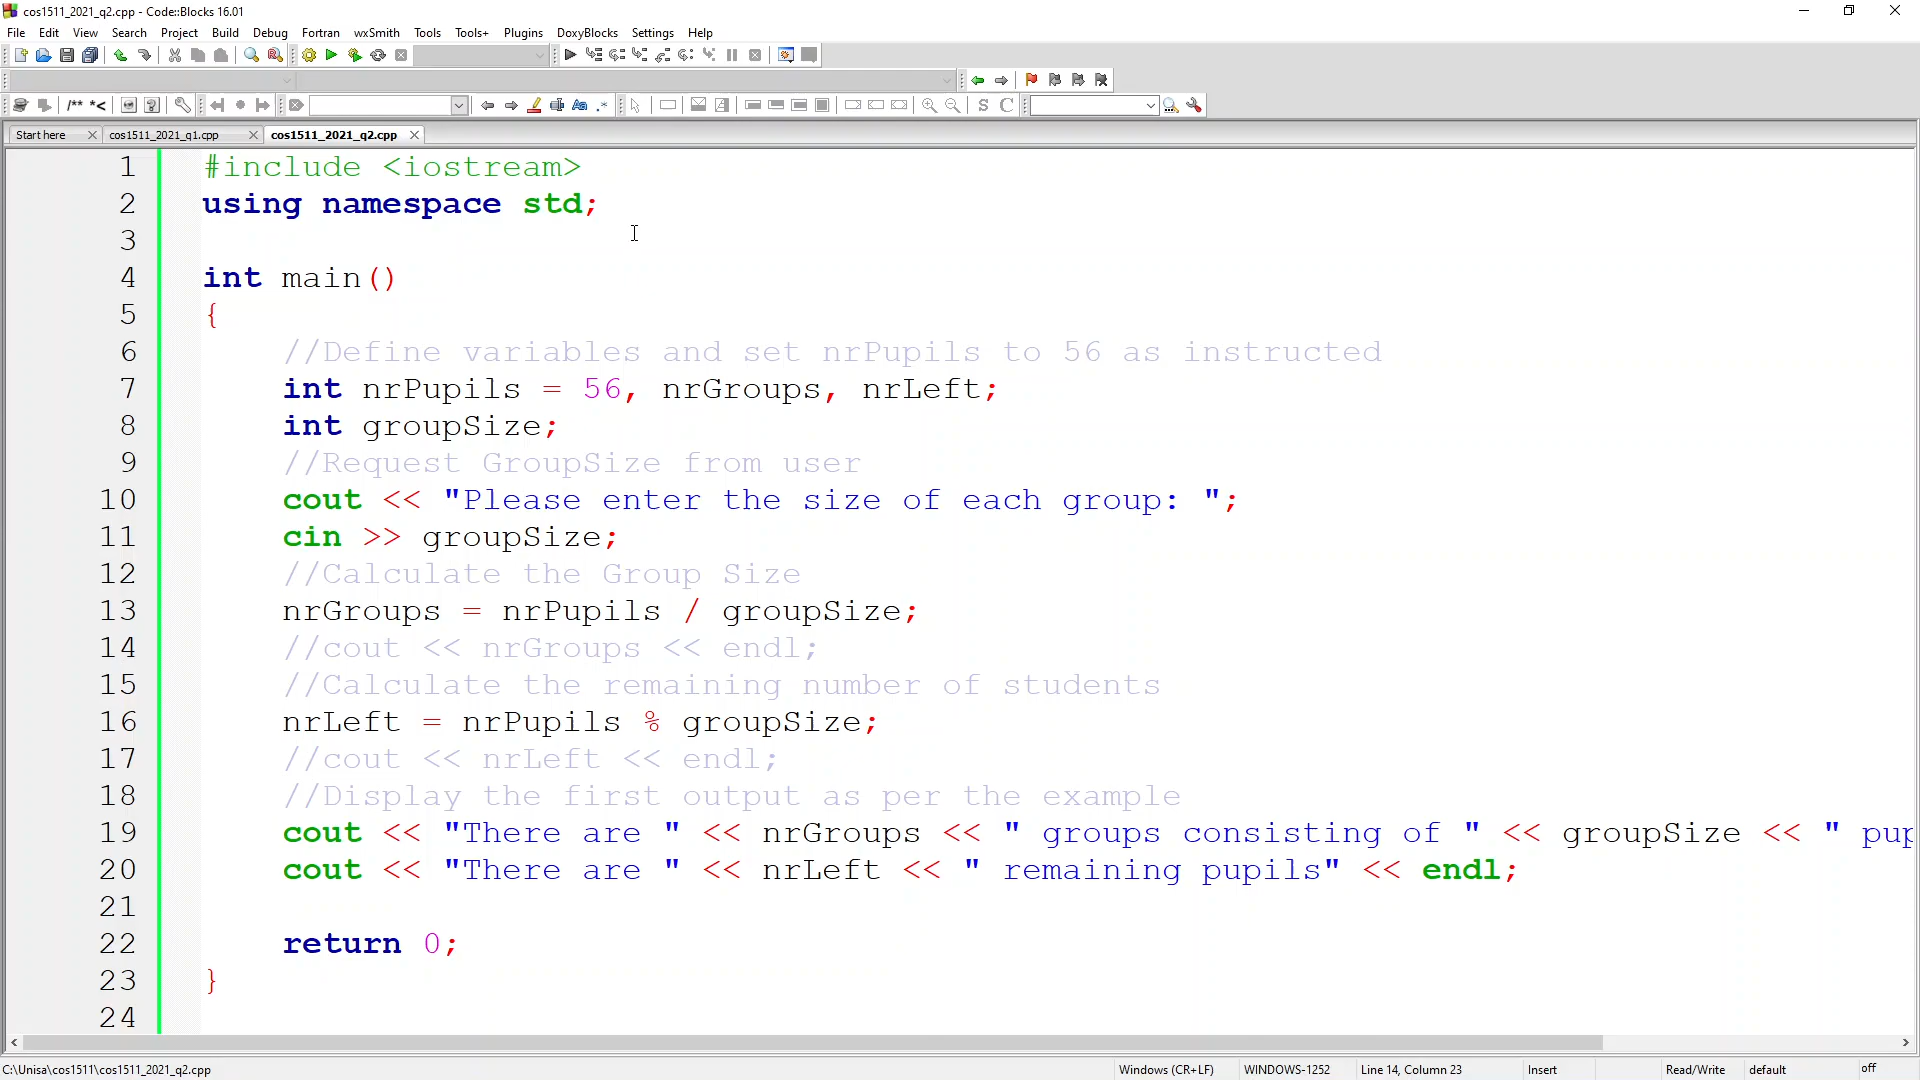 cos1511_2021_q2.cpp - Code::Blocks 16.01
File Edit View Search Project Build Debug Fortran wxSmith Tools Tools+ Plugins DoxyBlocks Settings Help
/** *<
Aa .*
S C
Start here cos1511_2021_q1.cpp cos1511_2021_q2.cpp
1 #include <iostream>
2 using namespace std;
3
4 int main()
5 {
6 //Define variables and set nrPupils to 56 as instructed
7 int nrPupils = 56, nrGroups, nrLeft;
8 int groupSize;
9 //Request GroupSize from user
10 cout << "Please enter the size of each group: ";
11 cin >> groupSize;
12 //Calculate the Group Size
13 nrGroups = nrPupils / groupSize;
14 //cout << nrGroups << endl;
15 //Calculate the remaining number of students
16 nrLeft = nrPupils % groupSize;
17 //cout << nrLeft << endl;
18 //Display the first output as per the example
19 cout << "There are " << nrGroups << " groups consisting of " << groupSize << " pup
20 cout << "There are " << nrLeft << " remaining pupils" << endl;
21
22 return 0;
23 }
24
C:\Unisa\cos1511\cos1511_2021_q2.cpp Windows (CR+LF) WINDOWS-1252 Line 14, Column 23 Insert Read/Write default off